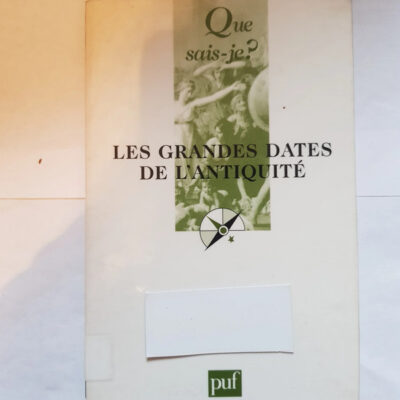 Que
sais-je?
LES GRANDES DATES
DE L'ANTIQUITÉ
puf